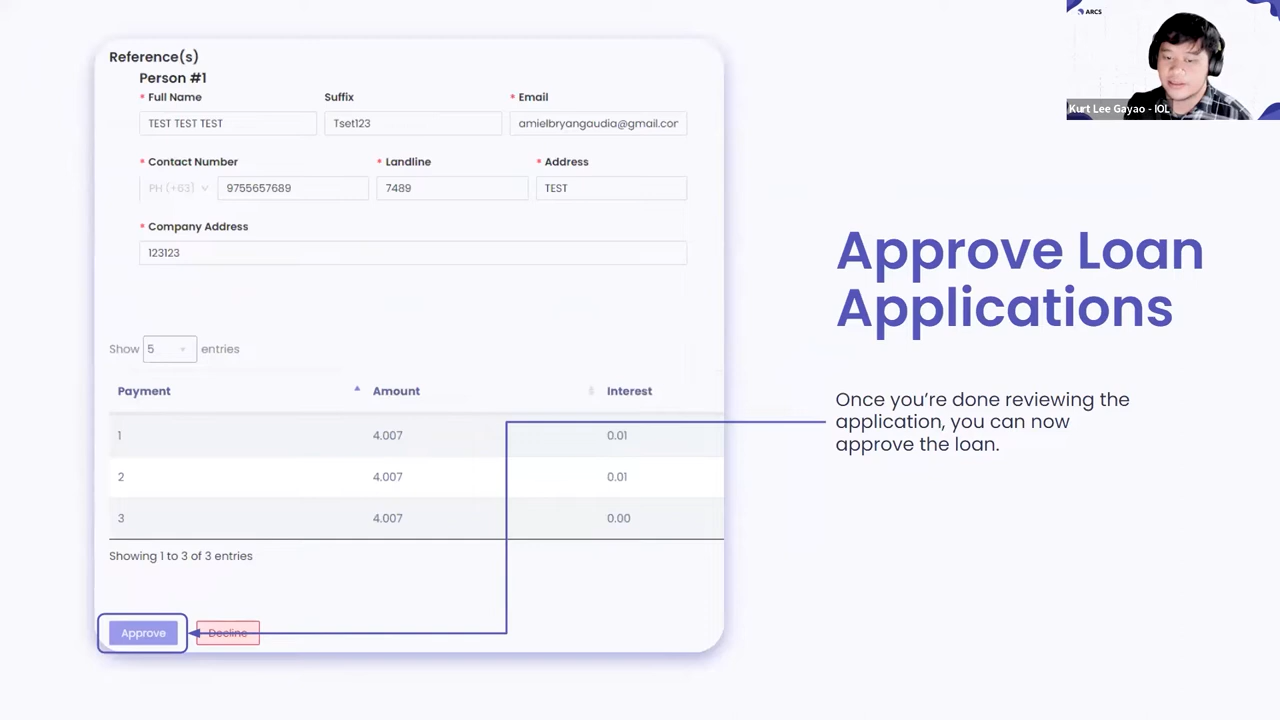 ARCS
Kurt Lee Gayao - IOL
Reference(s)
Person #1
* Full Name Suffix * Email
TEST TEST TEST Tset123 amielbryangaudia@gmail.cor
* Contact Number * Landline * Address
PH (+63) 9755657689 7489 TEST
* Company Address
123123
Show 5 entries
Payment Amount Interest
1 4.007 0.01
2 4.007 0.01
3 4.007 0.00
Showing 1 to 3 of 3 entries
Approve Decline
Approve Loan
Applications
Once you’re done reviewing the
application, you can now
approve the loan.